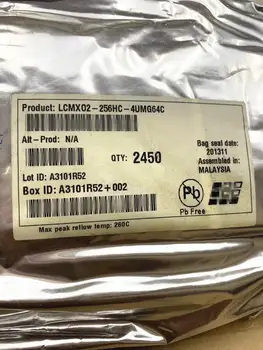 Product: LCMXO2-256HC-4UMG64C
Alt-Prod: N/A
QTY: 2450
Bag seal date:
201311
Assembled in:
MALAYSIA
Lot ID: A3101R52
Box ID: A3101R52+002
Pb
Pb Free
Max peak reflow temp: 260C